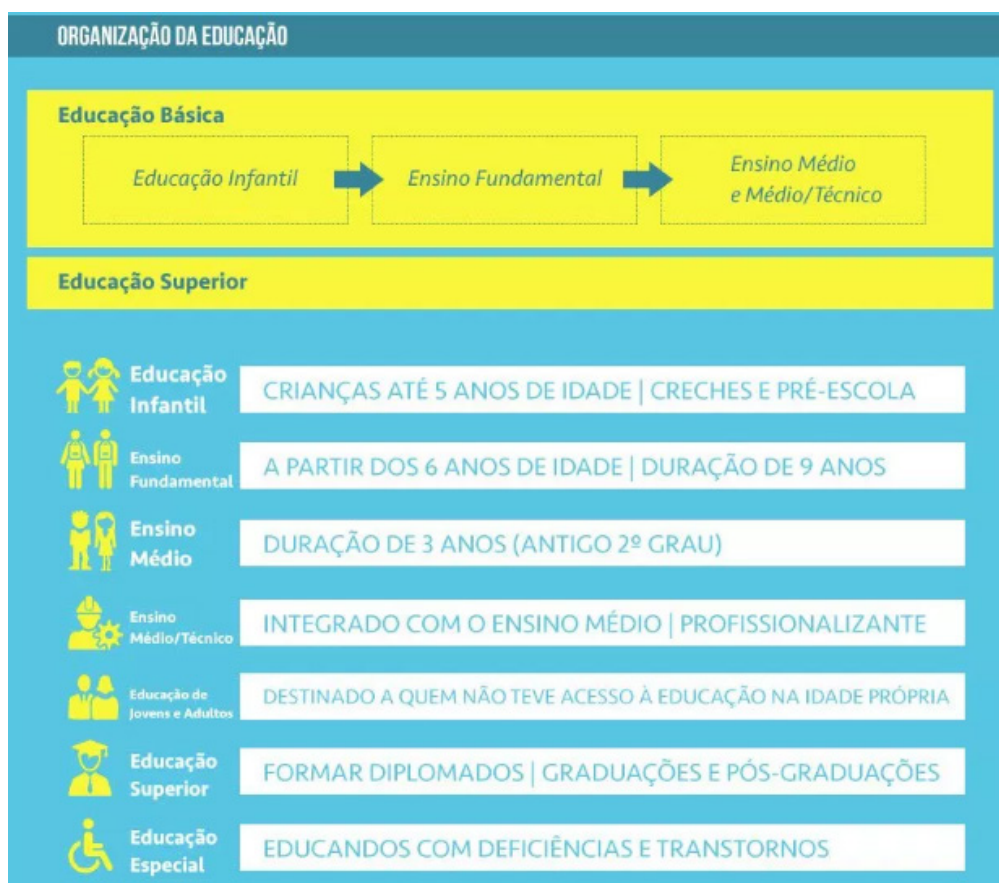 ORGANIZAÇÃO DA EDUCAÇÃO
Educação Básica
Educação Infantil
Ensino Fundamental
Ensino Médio
e Médio/Técnico
Educação Superior
Educação
Infantil
CRIANÇAS ATÉ 5 ANOS DE IDADE | CRECHES E PRÉ-ESCOLA
Ensino
Fundamental
A PARTIR DOS 6 ANOS DE IDADE | DURAÇÃO DE 9 ANOS
Ensino
Médio
DURAÇÃO DE 3 ANOS (ANTIGO 2º GRAU)
Ensino
Médio/Técnico
INTEGRADO COM O ENSINO MÉDIO | PROFISSIONALIZANTE
Educação de
Jovens e Adultos
DESTINADO A QUEM NÃO TEVE ACESSO À EDUCAÇÃO NA IDADE PRÓPRIA
Educação
Superior
FORMAR DIPLOMADOS | GRADUAÇÕES E PÓS-GRADUAÇÕES
Educação
Especial
EDUCANDOS COM DEFICIÊNCIAS E TRANSTORNOS